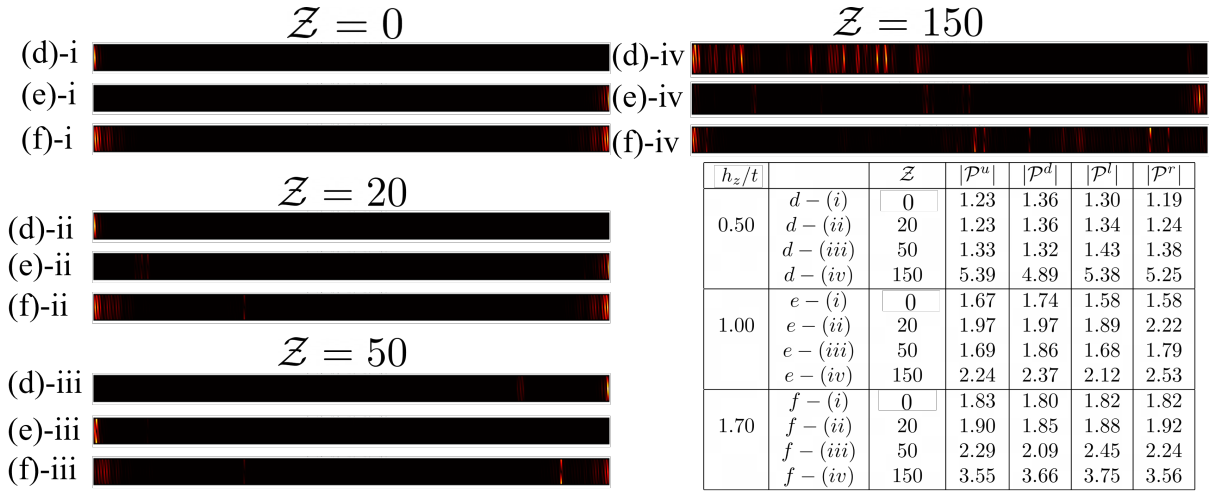 𝒵 = 0
(d)-i
(e)-i
(f)-i
𝒵 = 20
(d)-ii
(e)-ii
(f)-ii
𝒵 = 50
(d)-iii
(e)-iii
(f)-iii
𝒵 = 150
(d)-iv
(e)-iv
(f)-iv
h_z/t 𝒵 |𝒫^u| |𝒫^d| |𝒫^l| |𝒫^r|
d − (i) 0 1.23 1.36 1.30 1.19
0.50 d − (ii) 20 1.23 1.36 1.34 1.24
d − (iii) 50 1.33 1.32 1.43 1.38
d − (iv) 150 5.39 4.89 5.38 5.25
e − (i) 0 1.67 1.74 1.58 1.58
1.00 e − (ii) 20 1.97 1.97 1.89 2.22
e − (iii) 50 1.69 1.86 1.68 1.79
e − (iv) 150 2.24 2.37 2.12 2.53
f − (i) 0 1.83 1.80 1.82 1.82
1.70 f − (ii) 20 1.90 1.85 1.88 1.92
f − (iii) 50 2.29 2.09 2.45 2.24
f − (iv) 150 3.55 3.66 3.75 3.56